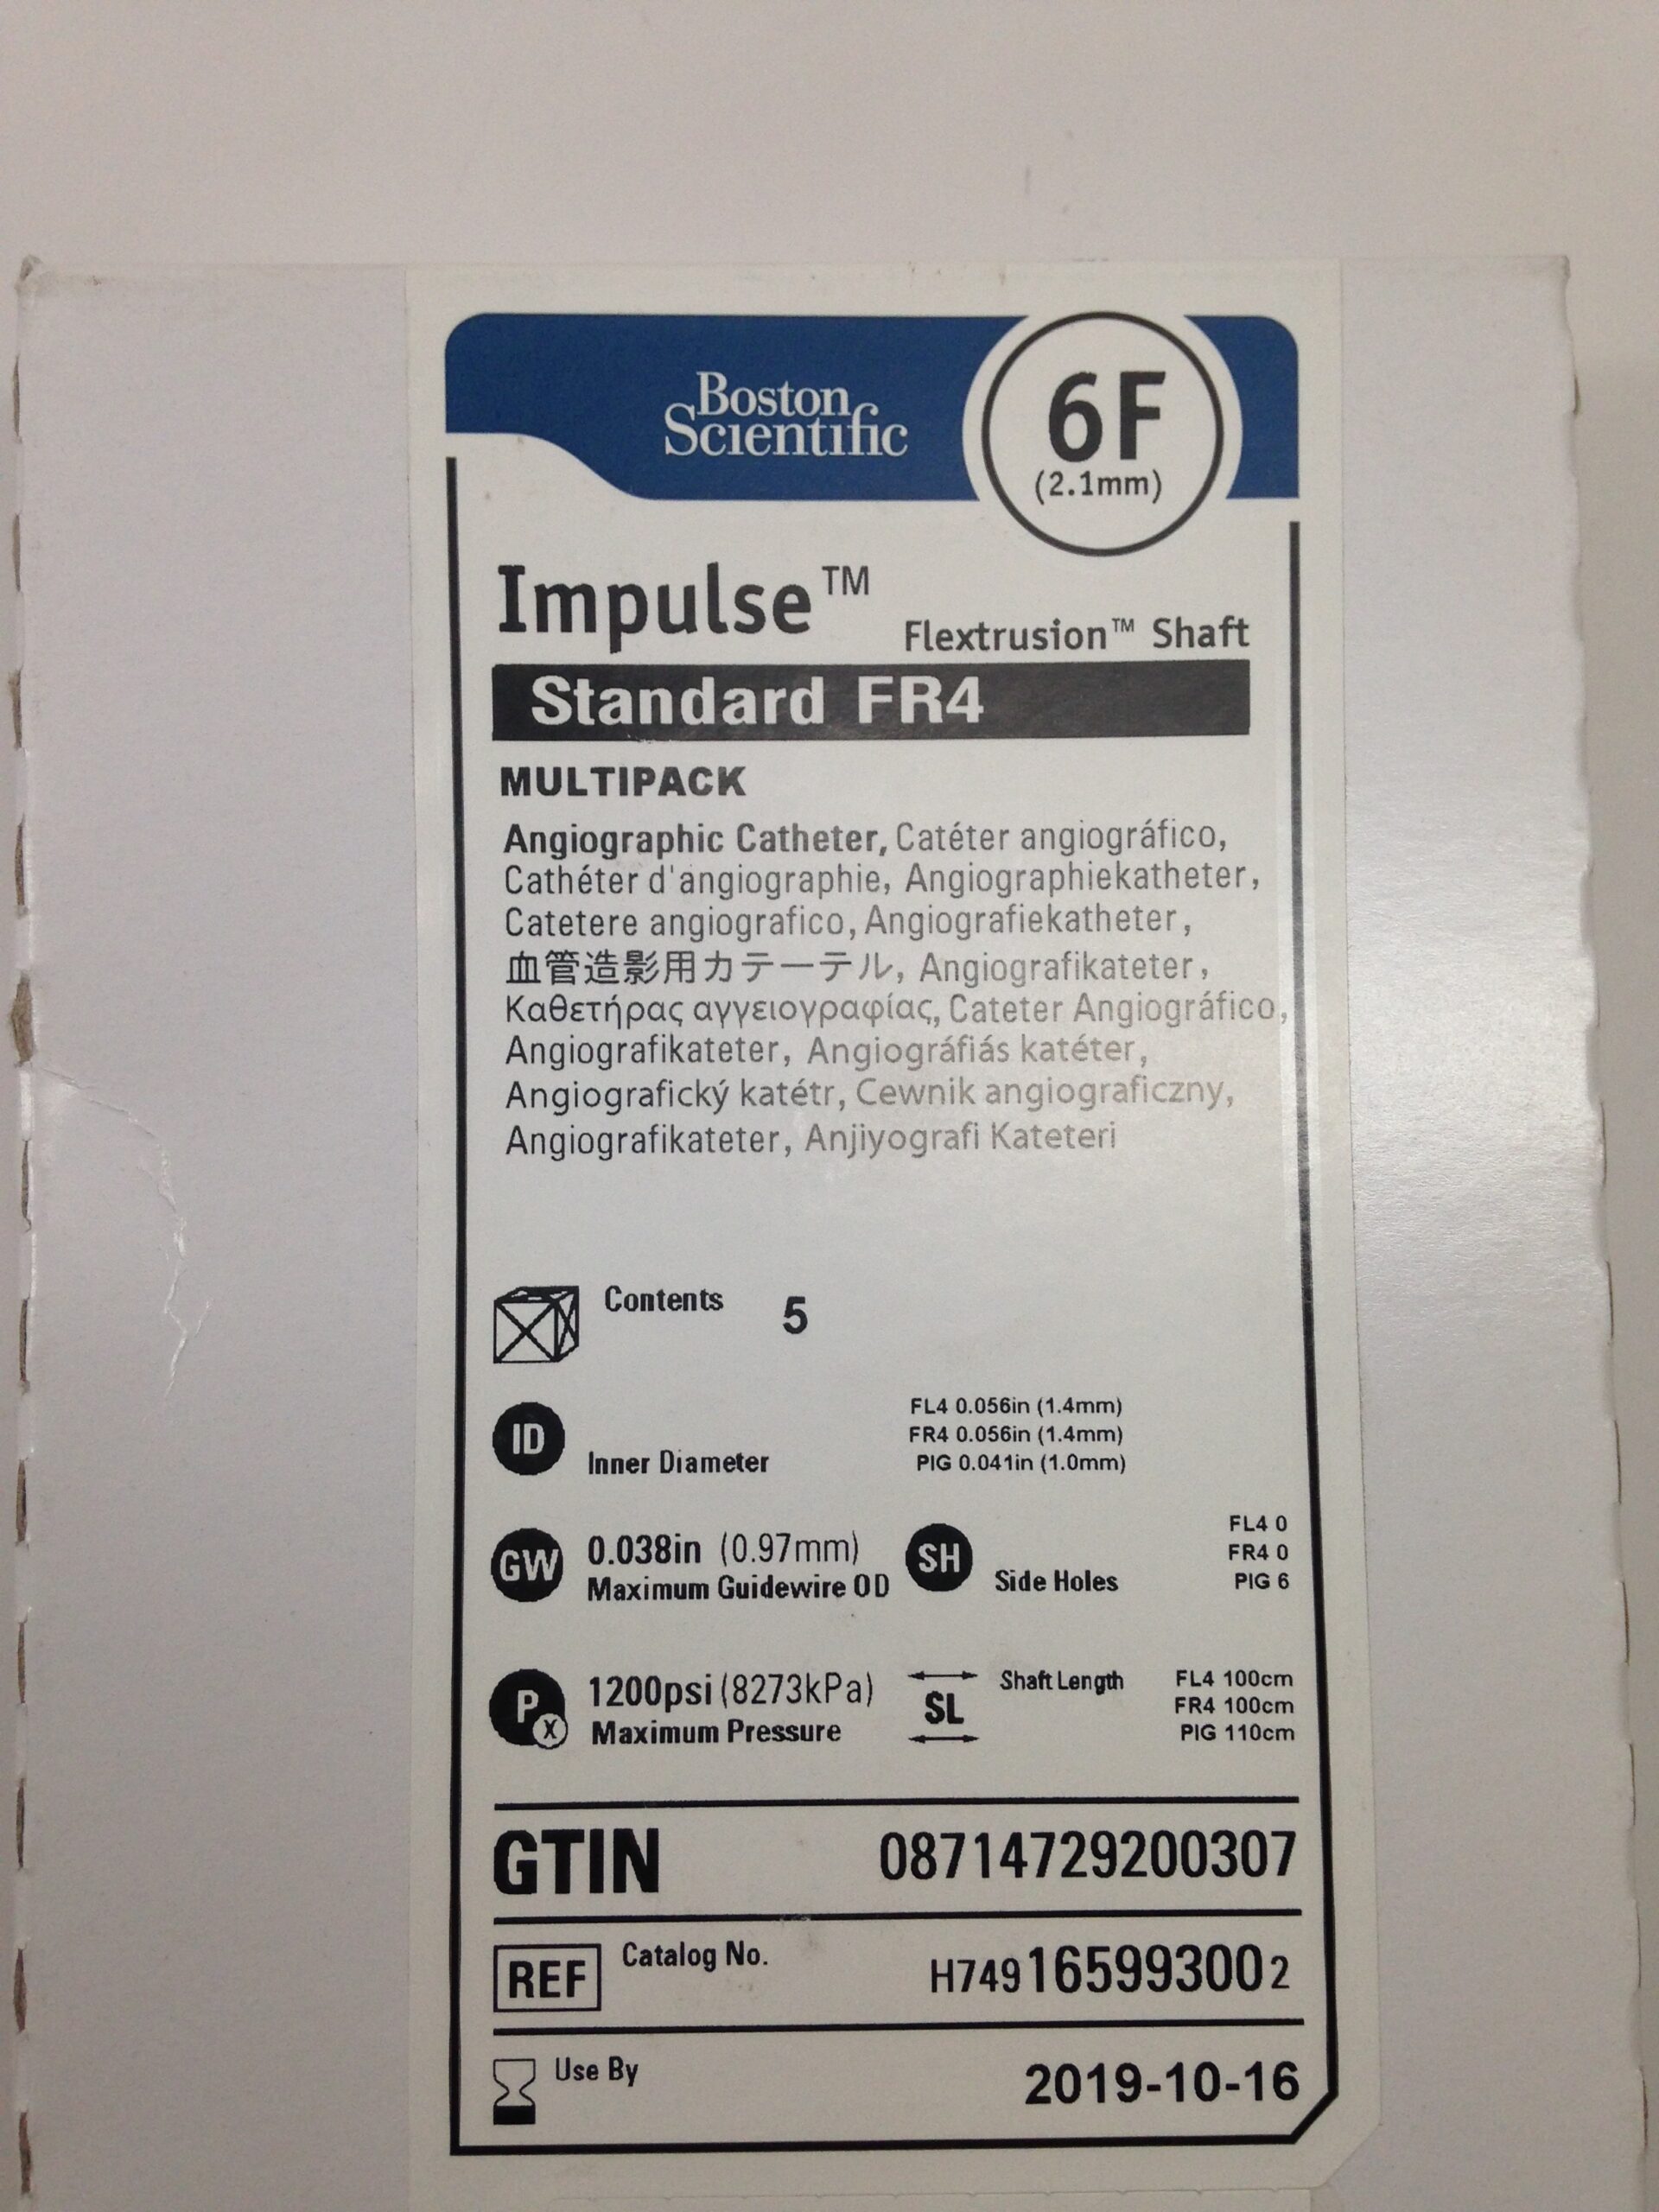 Boston
Scientific
6F
(2.1mm)
Impulse™
Flextrusion™ Shaft
Standard FR4
MULTIPACK
Angiographic Catheter, Catéter angiográfico,
Cathéter d'angiographie, Angiographiekatheter,
Catetere angiografico, Angiografiekatheter,
血管造影用カテーテル, Angiografikateter,
Καθετήρας αγγειογραφίας, Cateter Angiográfico,
Angiografikateter, Angiográfiás katéter,
Angiografický katétr, Cewnik angiograficzny,
Angiografikateter, Anjiyografi Kateteri
Contents 5
ID Inner Diameter
FL4 0.056in (1.4mm)
FR4 0.056in (1.4mm)
PIG 0.041in (1.0mm)
GW 0.038in (0.97mm)
Maximum Guidewire OD
SH Side Holes
FL4 0
FR4 0
PIG 6
PX 1200psi (8273kPa)
Maximum Pressure
SL Shaft Length
FL4 100cm
FR4 100cm
PIG 110cm
GTIN 08714729200307
REF Catalog No. H749165993002
Use By 2019-10-16